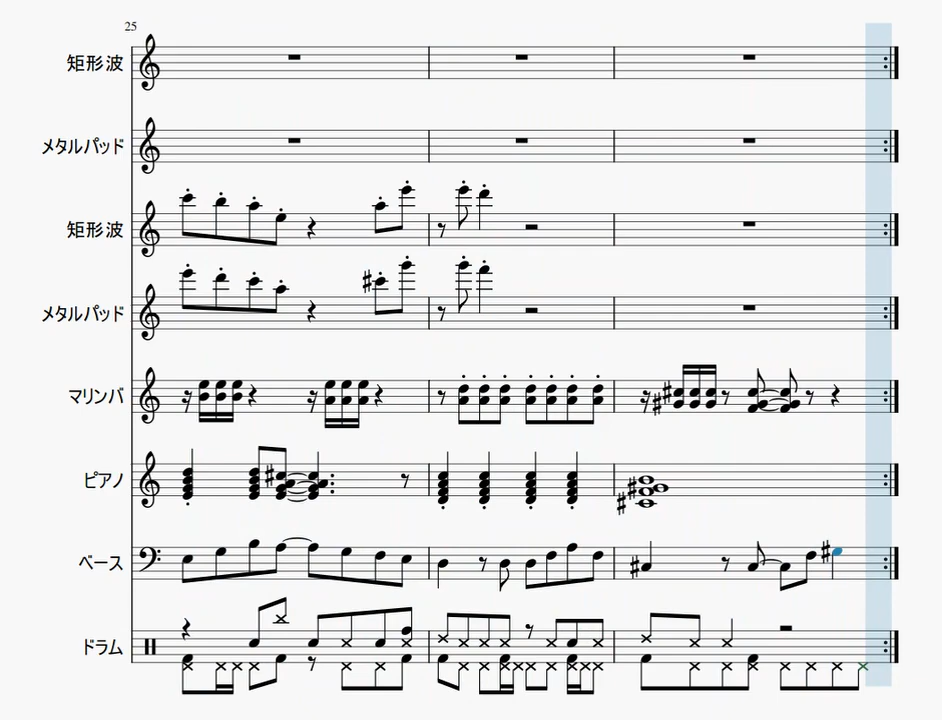 25
矩形波
メタルパッド
矩形波
メタルパッド
マリンバ
ピアノ
ベース
ドラム